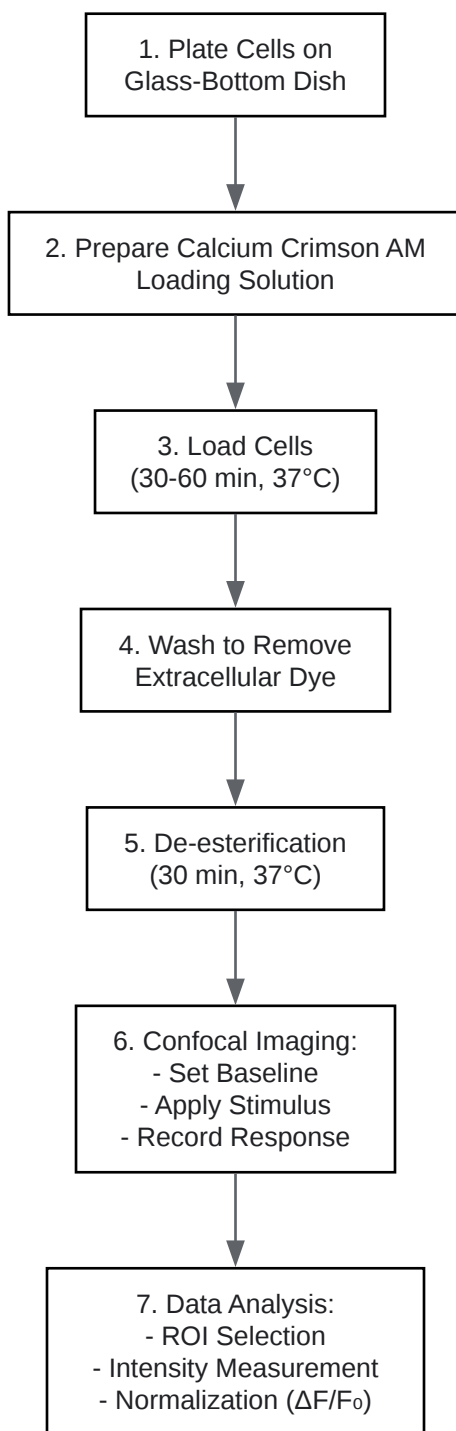 1. Plate Cells on
Glass-Bottom Dish
2. Prepare Calcium Crimson AM
Loading Solution
3. Load Cells
(30-60 min, 37°C)
4. Wash to Remove
Extracellular Dye
5. De-esterification
(30 min, 37°C)
6. Confocal Imaging:
- Set Baseline
- Apply Stimulus
- Record Response
7. Data Analysis:
- ROI Selection
- Intensity Measurement
- Normalization (ΔF/F₀)